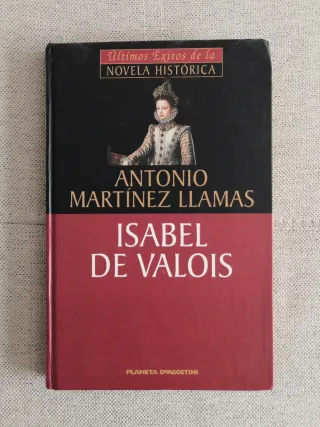 Últimos Éxitos de la
NOVELA HISTÓRICA
ANTONIO
MARTÍNEZ LLAMAS
ISABEL
DE VALOIS
PLANETA DEAGOSTINI